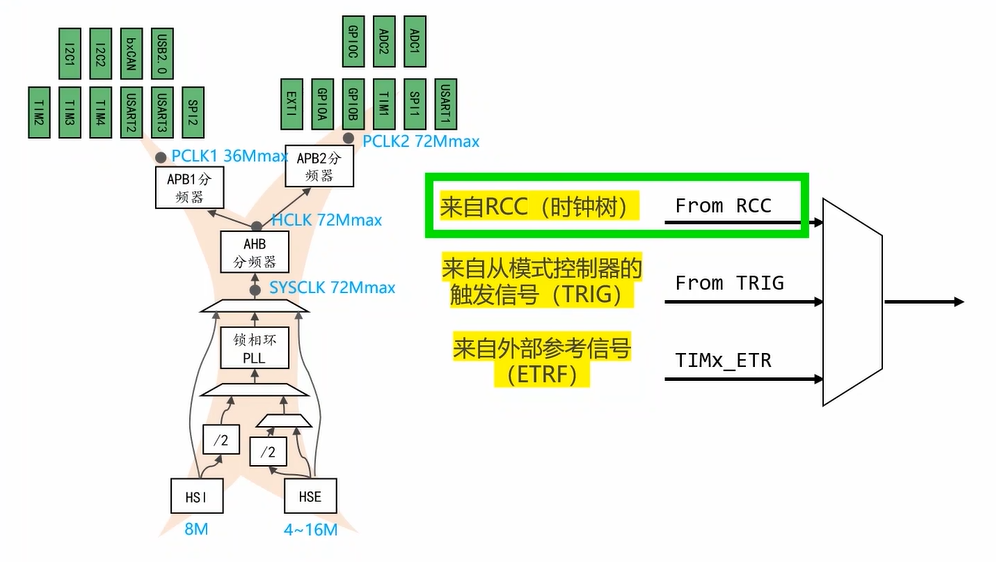 I2C1
I2C2
bxCAN
USB2.0
TIM2
TIM3
TIM4
USART2
USART3
SPI2
GPIOC
ADC2
ADC1
EXTI
GPIOA
GPIOB
TIM1
SPI1
USART1
PCLK1 36Mmax
PCLK2 72Mmax
APB1分
频器
APB2分
频器
HCLK 72Mmax
AHB
分频器
SYSCLK 72Mmax
锁相环
PLL
/2
/2
HSI
HSE
8M
4~16M
来自RCC（时钟树）
From RCC
来自从模式控制器的
触发信号（TRIG）
From TRIG
来自外部参考信号
（ETRF）
TIMx_ETR